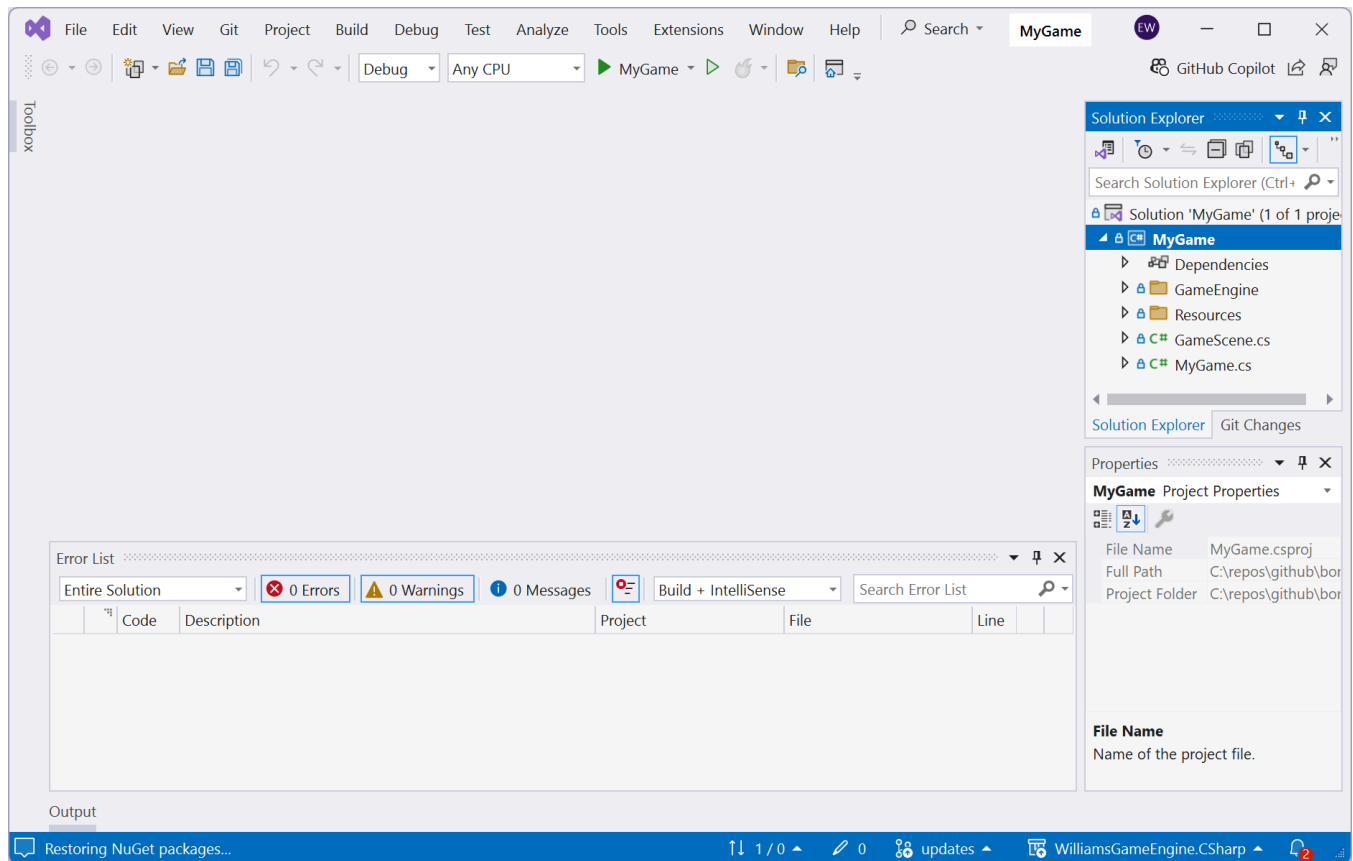 File Edit View Git Project Build Debug Test Analyze Tools Extensions Window Help Search MyGame EW
Debug Any CPU MyGame GitHub Copilot
Toolbox
Solution Explorer
Search Solution Explorer (Ctrl+
Solution 'MyGame' (1 of 1 proje
C# MyGame
Dependencies
GameEngine
Resources
C# GameScene.cs
C# MyGame.cs
Solution Explorer Git Changes
Properties
MyGame Project Properties
File Name MyGame.csproj
Full Path C:\repos\github\bor
Project Folder C:\repos\github\bor
File Name
Name of the project file.
Error List
Entire Solution 0 Errors 0 Warnings 0 Messages Build + IntelliSense Search Error List
Code Description Project File Line
Output
Restoring NuGet packages... 1 / 0 0 updates WilliamsGameEngine.CSharp 2